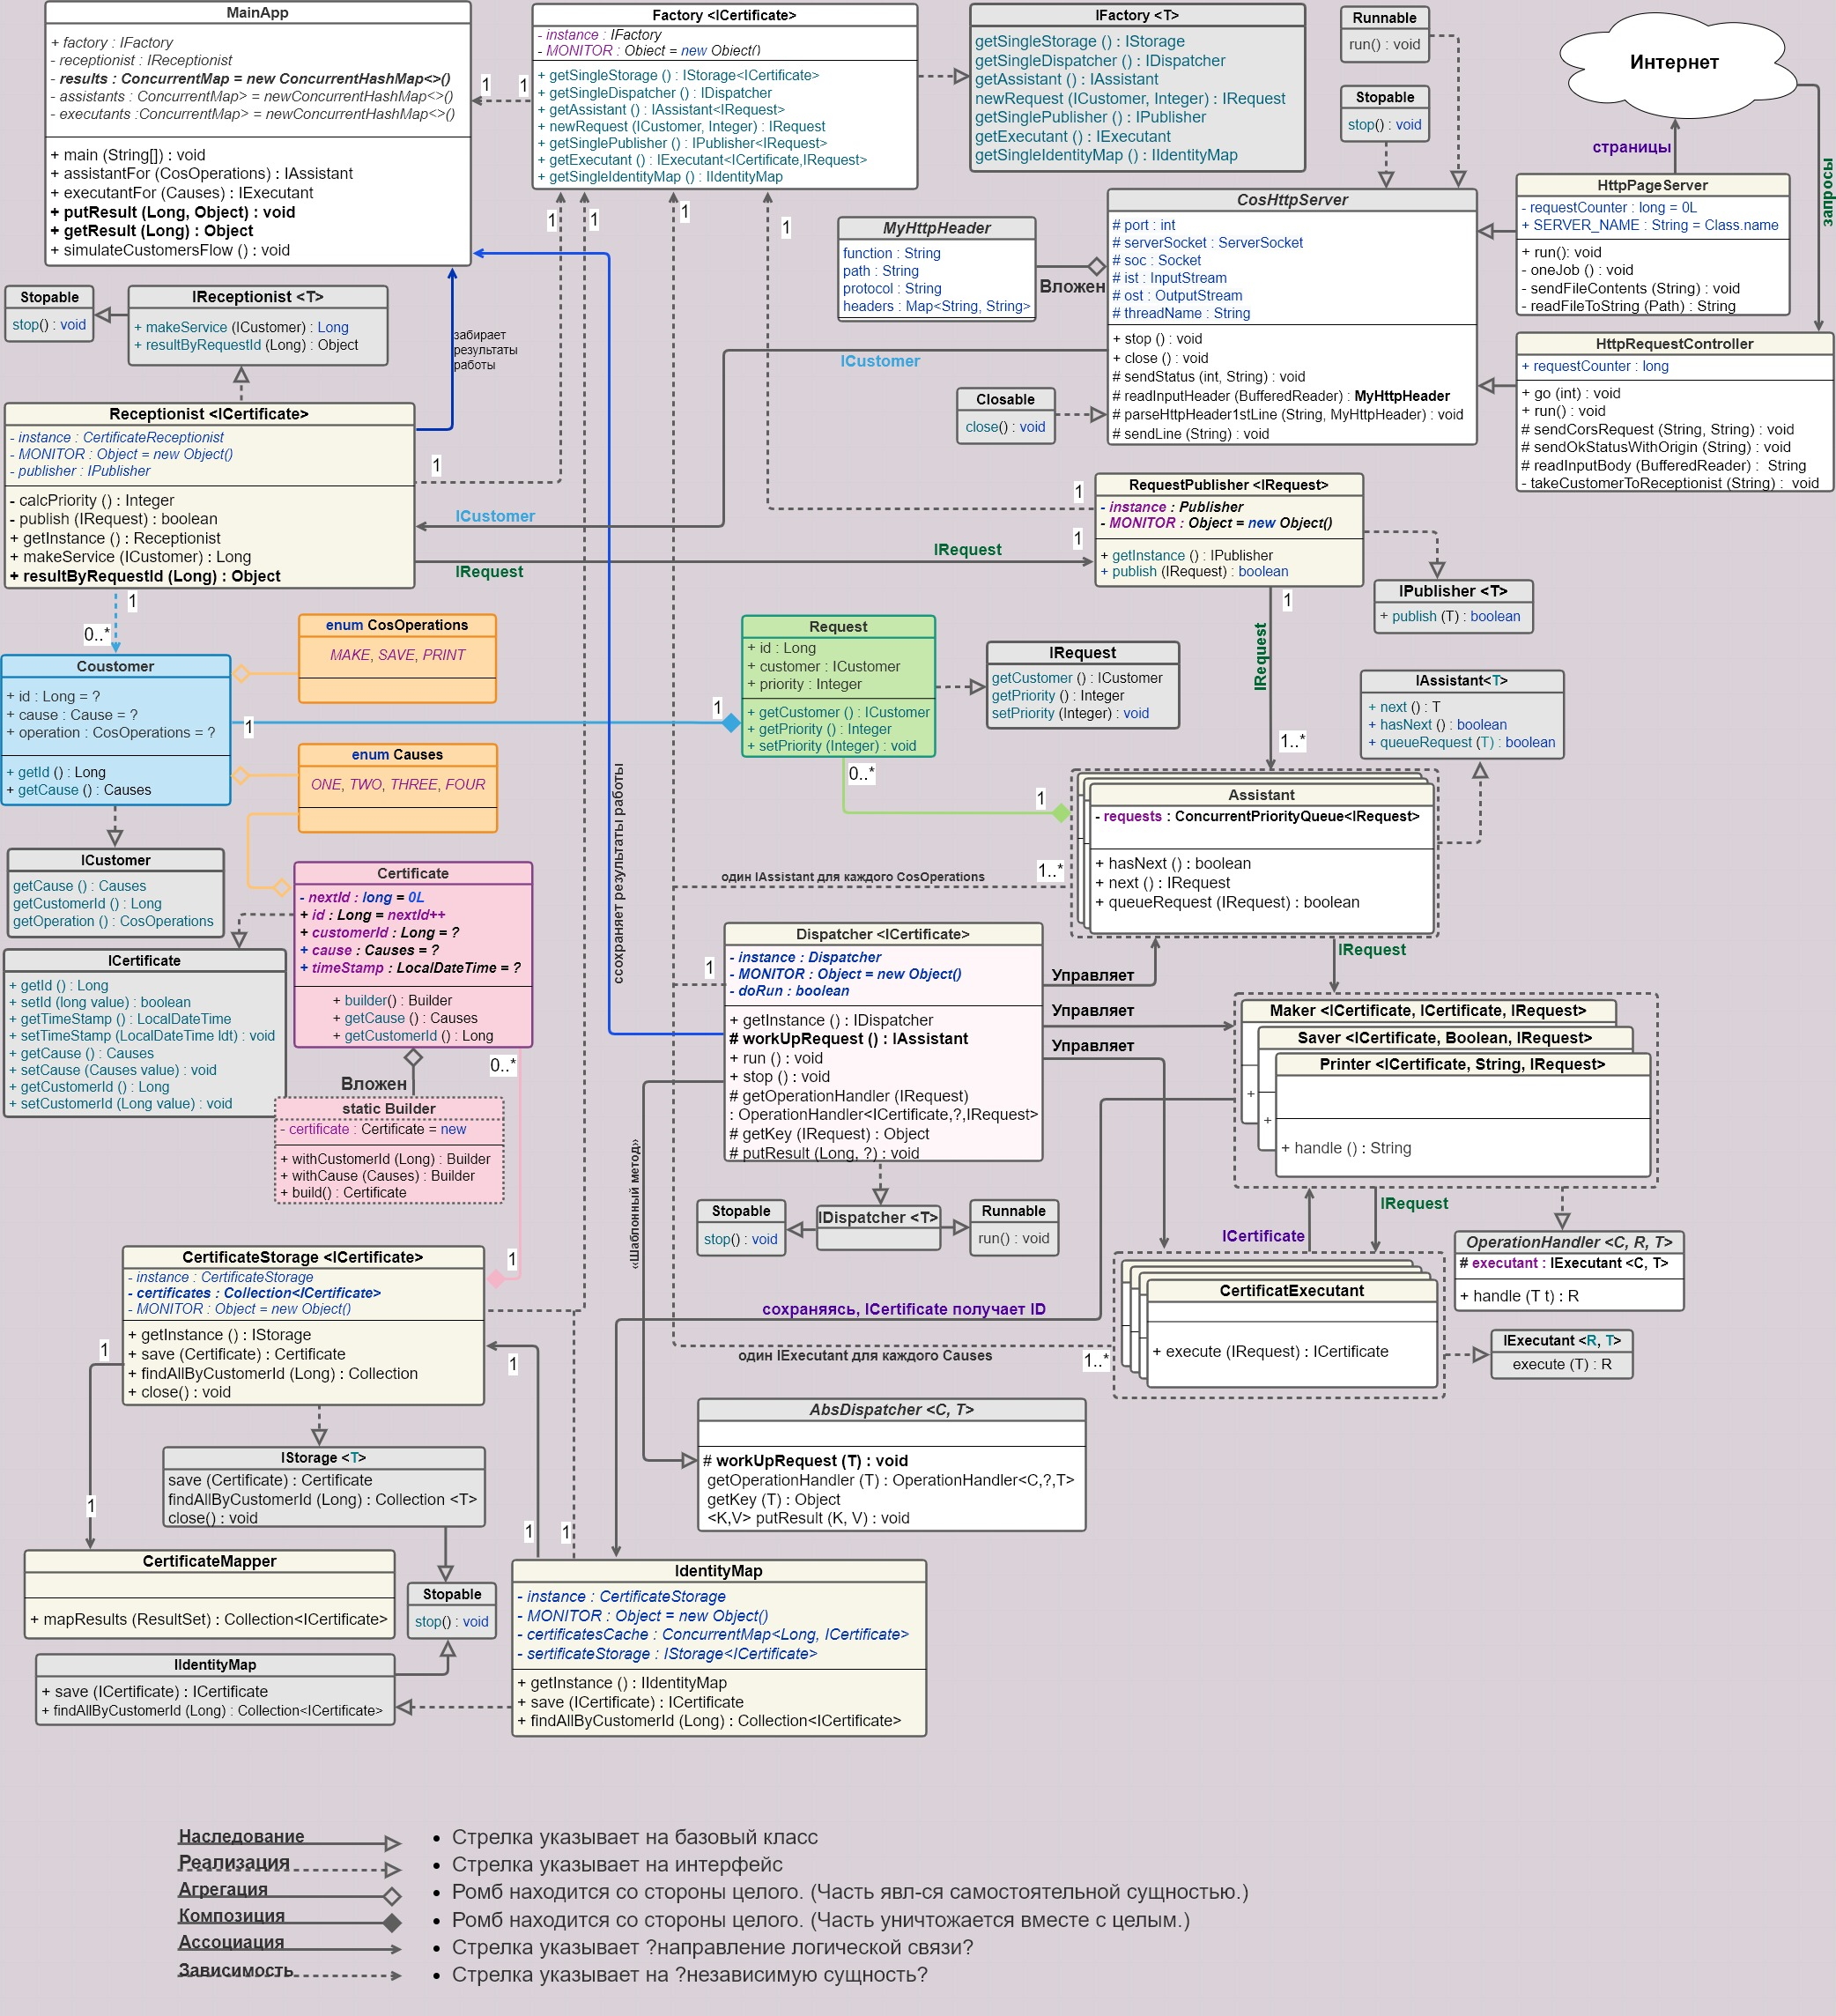 MainApp
+ factory : IFactory
- receptionist : IReceptionist
- results : ConcurrentMap = new ConcurrentHashMap<>()
- assistants : ConcurrentMap> = newConcurrentHashMap<>()
- executants :ConcurrentMap> = newConcurrentHashMap<>()
+ main (String[]) : void
+ assistantFor (CosOperations) : IAssistant
+ executantFor (Causes) : IExecutant
+ putResult (Long, Object) : void
+ getResult (Long) : Object
+ simulateCustomersFlow () : void
1
1
Factory <ICertificate>
- instance : IFactory
- MONITOR : Object = new Object()
+ getSingleStorage () : IStorage<ICertificate>
+ getSingleDispatcher () : IDispatcher
+ getAssistant () : IAssistant<IRequest>
+ newRequest (ICustomer, Integer) : IRequest
+ getSinglePublisher () : IPublisher<IRequest>
+ getExecutant () : IExecutant<ICertificate,IRequest>
+ getSingleIdentityMap () : IIdentityMap
1
1
1
1
IFactory <T>
getSingleStorage () : IStorage
getSingleDispatcher () : IDispatcher
getAssistant () : IAssistant
newRequest (ICustomer, Integer) : IRequest
getSinglePublisher () : IPublisher
getExecutant () : IExecutant
getSingleIdentityMap () : IIdentityMap
Runnable
run() : void
Stopable
stop() : void
Интернет
страницы
запросы
HttpPageServer
- requestCounter : long = 0L
+ SERVER_NAME : String = Class.name
+ run(): void
- oneJob () : void
- sendFileContents (String) : void
- readFileToString (Path) : String
CosHttpServer
# port : int
# serverSocket : ServerSocket
# soc : Socket
# ist : InputStream
# ost : OutputStream
# threadName : String
+ stop () : void
+ close () : void
# sendStatus (int, String) : void
# readInputHeader (BufferedReader) : MyHttpHeader
# parseHttpHeader1stLine (String, MyHttpHeader) : void
# sendLine (String) : void
MyHttpHeader
function : String
path : String
protocol : String
headers : Map<String, String>
Вложен
HttpRequestController
+ requestCounter : long
+ go (int) : void
+ run() : void
# sendCorsRequest (String, String) : void
# sendOkStatusWithOrigin (String) : void
# readInputBody (BufferedReader) :  String
- takeCustomerToReceptionist (String) :  void
Closable
close() : void
Stopable
stop() : void
IReceptionist <T>
+ makeService (ICustomer) : Long
+ resultByRequestId (Long) : Object
забирает
результаты
работы
ICustomer
Receptionist <ICertificate>
- instance : CertificateReceptionist
- MONITOR : Object = new Object()
- publisher : IPublisher
- calcPriority () : Integer
- publish (IRequest) : boolean
+ getInstance () : Receptionist
+ makeService (ICustomer) : Long
+ resultByRequestId (Long) : Object
1
ICustomer
IRequest
IRequest
1
1
RequestPublisher <IRequest>
- instance : Publisher
- MONITOR : Object = new Object()
+ getInstance () : IPublisher
+ publish (IRequest) : boolean
IPublisher <T>
+ publish (T) : boolean
1
IRequest
1..*
1
0..*
enum CosOperations
MAKE, SAVE, PRINT
Coustomer
+ id : Long = ?
+ cause : Cause = ?
+ operation : CosOperations = ?
+ getId () : Long
+ getCause () : Causes
1
1
enum Causes
ONE, TWO, THREE, FOUR
Request
+ id : Long
+ customer : ICustomer
+ priority : Integer
+ getCustomer () : ICustomer
+ getPriority () : Integer
+ setPriority (Integer) : void
0..*
1
IRequest
getCustomer () : ICustomer
getPriority () : Integer
setPriority (Integer) : void
IAssistant<T>
+ next () : T
+ hasNext () : boolean
+ queueRequest (T) : boolean
Assistant
- requests : ConcurrentPriorityQueue<IRequest>
+ hasNext () : boolean
+ next () : IRequest
+ queueRequest (IRequest) : boolean
1..*
один IAssistant для каждого CosOperations
ссохраняет результаты работы
ICustomer
getCause () : Causes
getCustomerId () : Long
getOperation () : CosOperations
Certificate
- nextId : long = 0L
+ id : Long = nextId++
+ customerId : Long = ?
+ cause : Causes = ?
+ timeStamp : LocalDateTime = ?
+ builder() : Builder
+ getCause () : Causes
+ getCustomerId () : Long
0..*
Вложен
ICertificate
+ getId () : Long
+ setId (long value) : boolean
+ getTimeStamp () : LocalDateTime
+ setTimeStamp (LocalDateTime ldt) : void
+ getCause () : Causes
+ setCause (Causes value) : void
+ getCustomerId () : Long
+ setCustomerId (Long value) : void
static Builder
- certificate : Certificate = new
+ withCustomerId (Long) : Builder
+ withCause (Causes) : Builder
+ build() : Certificate
1
Dispatcher <ICertificate>
- instance : Dispatcher
- MONITOR : Object = new Object()
- doRun : boolean
+ getInstance () : IDispatcher
# workUpRequest () : IAssistant
+ run () : void
+ stop () : void
# getOperationHandler (IRequest)
: OperationHandler<ICertificate,?,IRequest>
# getKey (IRequest) : Object
# putResult (Long, ?) : void
1
Управляет
Управляет
Управляет
IRequest
Maker <ICertificate, ICertificate, IRequest>
Saver <ICertificate, Boolean, IRequest>
Printer <ICertificate, String, IRequest>
+
+
+ handle () : String
«Шаблонный метод»
Stopable
stop() : void
IDispatcher <T>
Runnable
run() : void
IRequest
ICertificate
OperationHandler <C, R, T>
# executant : IExecutant <C, T>
+ handle (T t) : R
CertificatExecutant
+ execute (IRequest) : ICertificate
1..*
IExecutant <R, T>
execute (T) : R
сохраняясь, ICertificate получает ID
один IExecutant для каждого Causes
CertificateStorage <ICertificate>
- instance : CertificateStorage
- certificates : Collection<ICertificate>
- MONITOR : Object = new Object()
+ getInstance () : IStorage
+ save (Certificate) : Certificate
+ findAllByCustomerId (Long) : Collection
+ close() : void
1
1
1
AbsDispatcher <C, T>
# workUpRequest (T) : void
getOperationHandler (T) : OperationHandler<C,?,T>
getKey (T) : Object
<K,V> putResult (K, V) : void
IStorage <T>
save (Certificate) : Certificate
findAllByCustomerId (Long) : Collection <T>
close() : void
1
1
CertificateMapper
+ mapResults (ResultSet) : Collection<ICertificate>
Stopable
stop() : void
IdentityMap
- instance : CertificateStorage
- MONITOR : Object = new Object()
- certificatesCache : ConcurrentMap<Long, ICertificate>
- sertificateStorage : IStorage<ICertificate>
+ getInstance () : IIdentityMap
+ save (ICertificate) : ICertificate
+ findAllByCustomerId (Long) : Collection<ICertificate>
IIdentityMap
+ save (ICertificate) : ICertificate
+ findAllByCustomerId (Long) : Collection<ICertificate>
Наследование • Стрелка указывает на базовый класс
Реализация • Стрелка указывает на интерфейс
Агрегация • Ромб находится со стороны целого. (Часть явл-ся самостоятельной сущностью.)
Композиция • Ромб находится со стороны целого. (Часть уничтожается вместе с целым.)
Ассоциация • Стрелка указывает ?направление логической связи?
Зависимость • Стрелка указывает на ?независимую сущность?